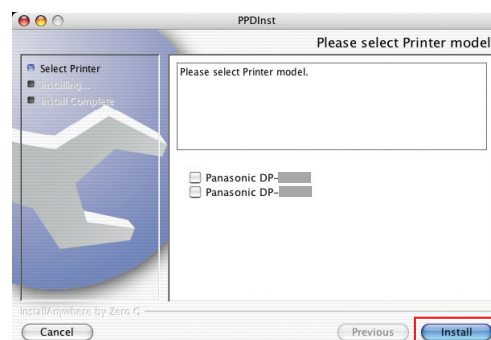 PPDInst
Please select Printer model
Select Printer
Installing...
Install Complete
Please select Printer model.
Panasonic DP-
Panasonic DP-
InstallAnywhere by Zero G
Cancel
Previous
Install